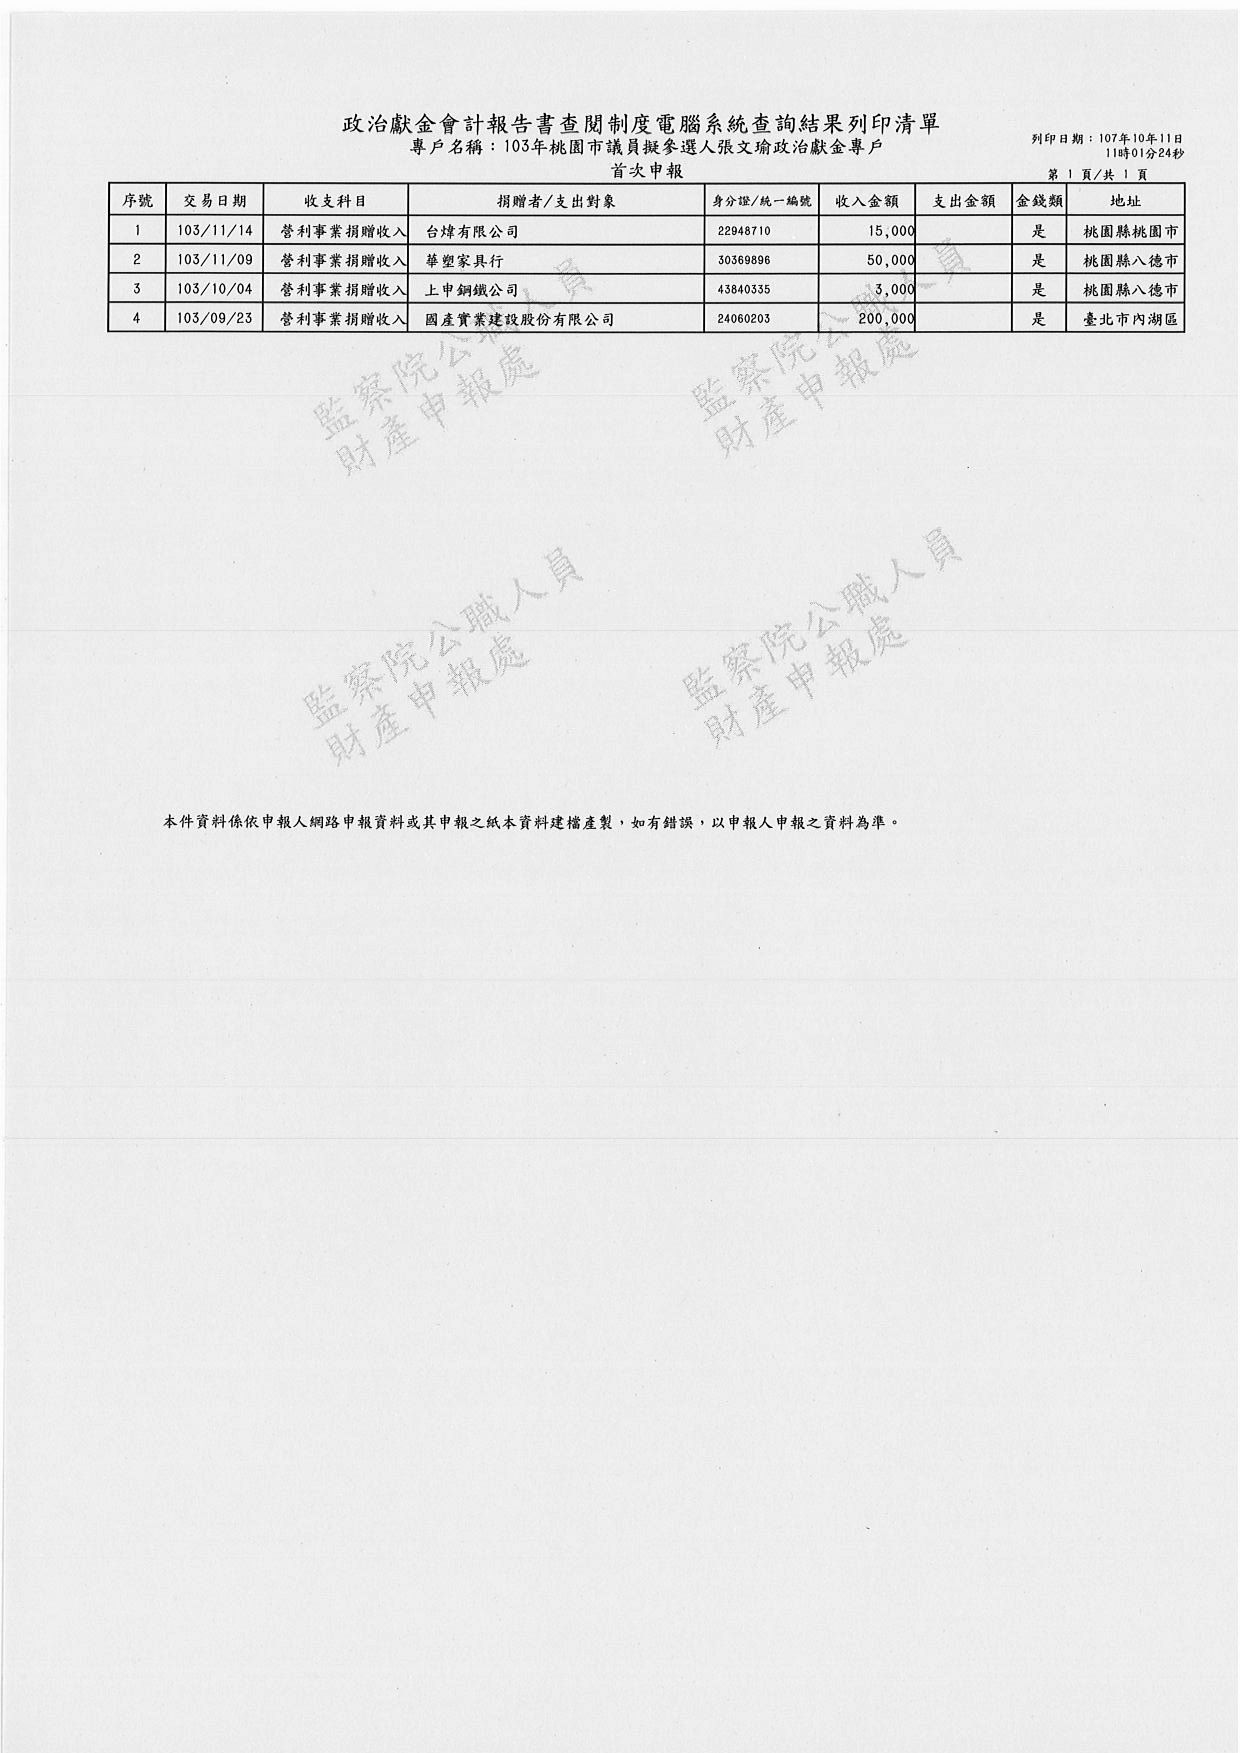 政治獻金會計報告書查閱制度電腦系統查詢結果列印清單
專戶名稱：103年桃園市議員擬參選人張文瑜政治獻金專戶
首次申報
列印日期：107年10年11日
11時01分24秒
第 1 頁/共 1 頁
序號 交易日期 收支科目 捐贈者/支出對象 身分證/統一編號 收入金額 支出金額 金錢類 地址
1 103/11/14 營利事業捐贈收入 台煒有限公司 22948710 15,000 是 桃園縣桃園市
2 103/11/09 營利事業捐贈收入 華塑家具行 30369896 50,000 是 桃園縣八德市
3 103/10/04 營利事業捐贈收入 上申鋼鐵公司 43840335 3,000 是 桃園縣八德市
4 103/09/23 營利事業捐贈收入 國產實業建設股份有限公司 24060203 200,000 是 臺北市內湖區
監察院公職人員
財產申報處
監察院公職人員
財產申報處
監察院公職人員
財產申報處
監察院公職人員
財產申報處
本件資料係依申報人網路申報資料或其申報之紙本資料建檔產製，如有錯誤，以申報人申報之資料為準。